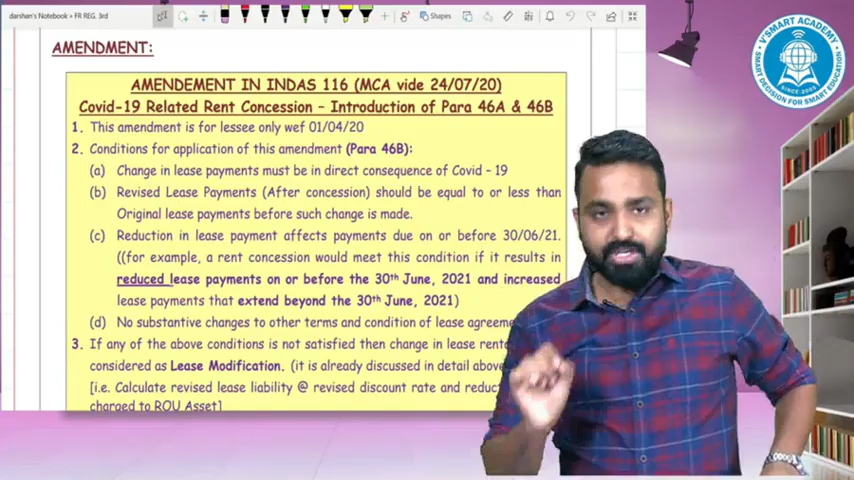 darshan's Notebook » FR REG. 3rd
Shapes
AMENDMENT:
AMENDEMENT IN INDAS 116 (MCA vide 24/07/20)
Covid-19 Related Rent Concession – Introduction of Para 46A & 46B
1. This amendment is for lessee only wef 01/04/20
2. Conditions for application of this amendment (Para 46B):
(a) Change in lease payments must be in direct consequence of Covid – 19
(b) Revised Lease Payments (After concession) should be equal to or less than
Original lease payments before such change is made.
(c) Reduction in lease payment affects payments due on or before 30/06/21.
((for example, a rent concession would meet this condition if it results in
reduced lease payments on or before the 30th June, 2021 and increased
lease payments that extend beyond the 30th June, 2021)
(d) No substantive changes to other terms and condition of lease agreeme
3. If any of the above conditions is not satisfied then change in lease rent
considered as Lease Modification. (it is already discussed in detail above
[i.e. Calculate revised lease liability @ revised discount rate and reduct
charged to ROU Asset]
V'SMART ACADEMY
SMART DECISION FOR SMART EDUCATION
SINCE-2005